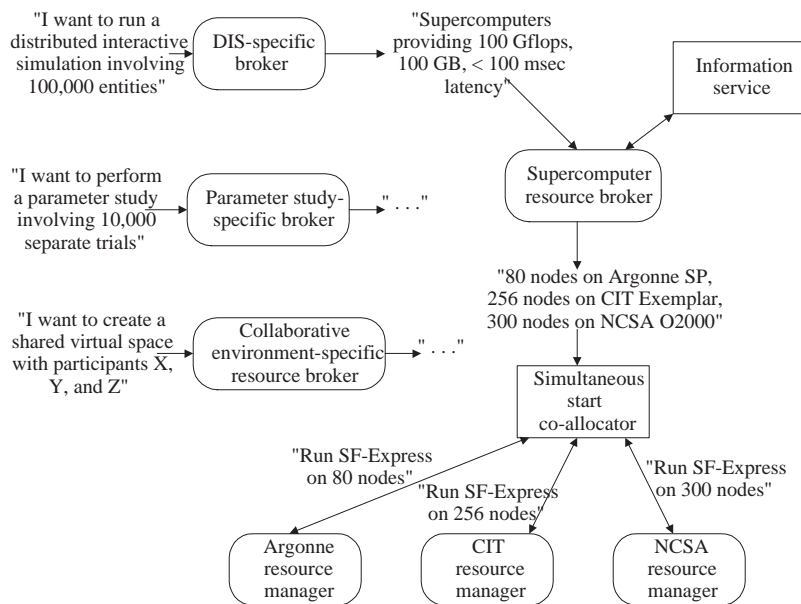 "I want to run a
distributed interactive
simulation involving
100,000 entities"
DIS-specific
broker
"Supercomputers
providing 100 Gflops,
100 GB, < 100 msec
latency"
Information
service
"I want to perform
a parameter study
involving 10,000
separate trials"
Parameter study-
specific broker
" . . ."
Supercomputer
resource broker
"80 nodes on Argonne SP,
256 nodes on CIT Exemplar,
300 nodes on NCSA O2000"
"I want to create a
shared virtual space
with participants X,
Y, and Z"
Collaborative
environment-specific
resource broker
" . . ."
Simultaneous
start
co-allocator
"Run SF-Express
on 80 nodes"
"Run SF-Express
on 256 nodes"
"Run SF-Express
on 300 nodes"
Argonne
resource
manager
CIT
resource
manager
NCSA
resource
manager